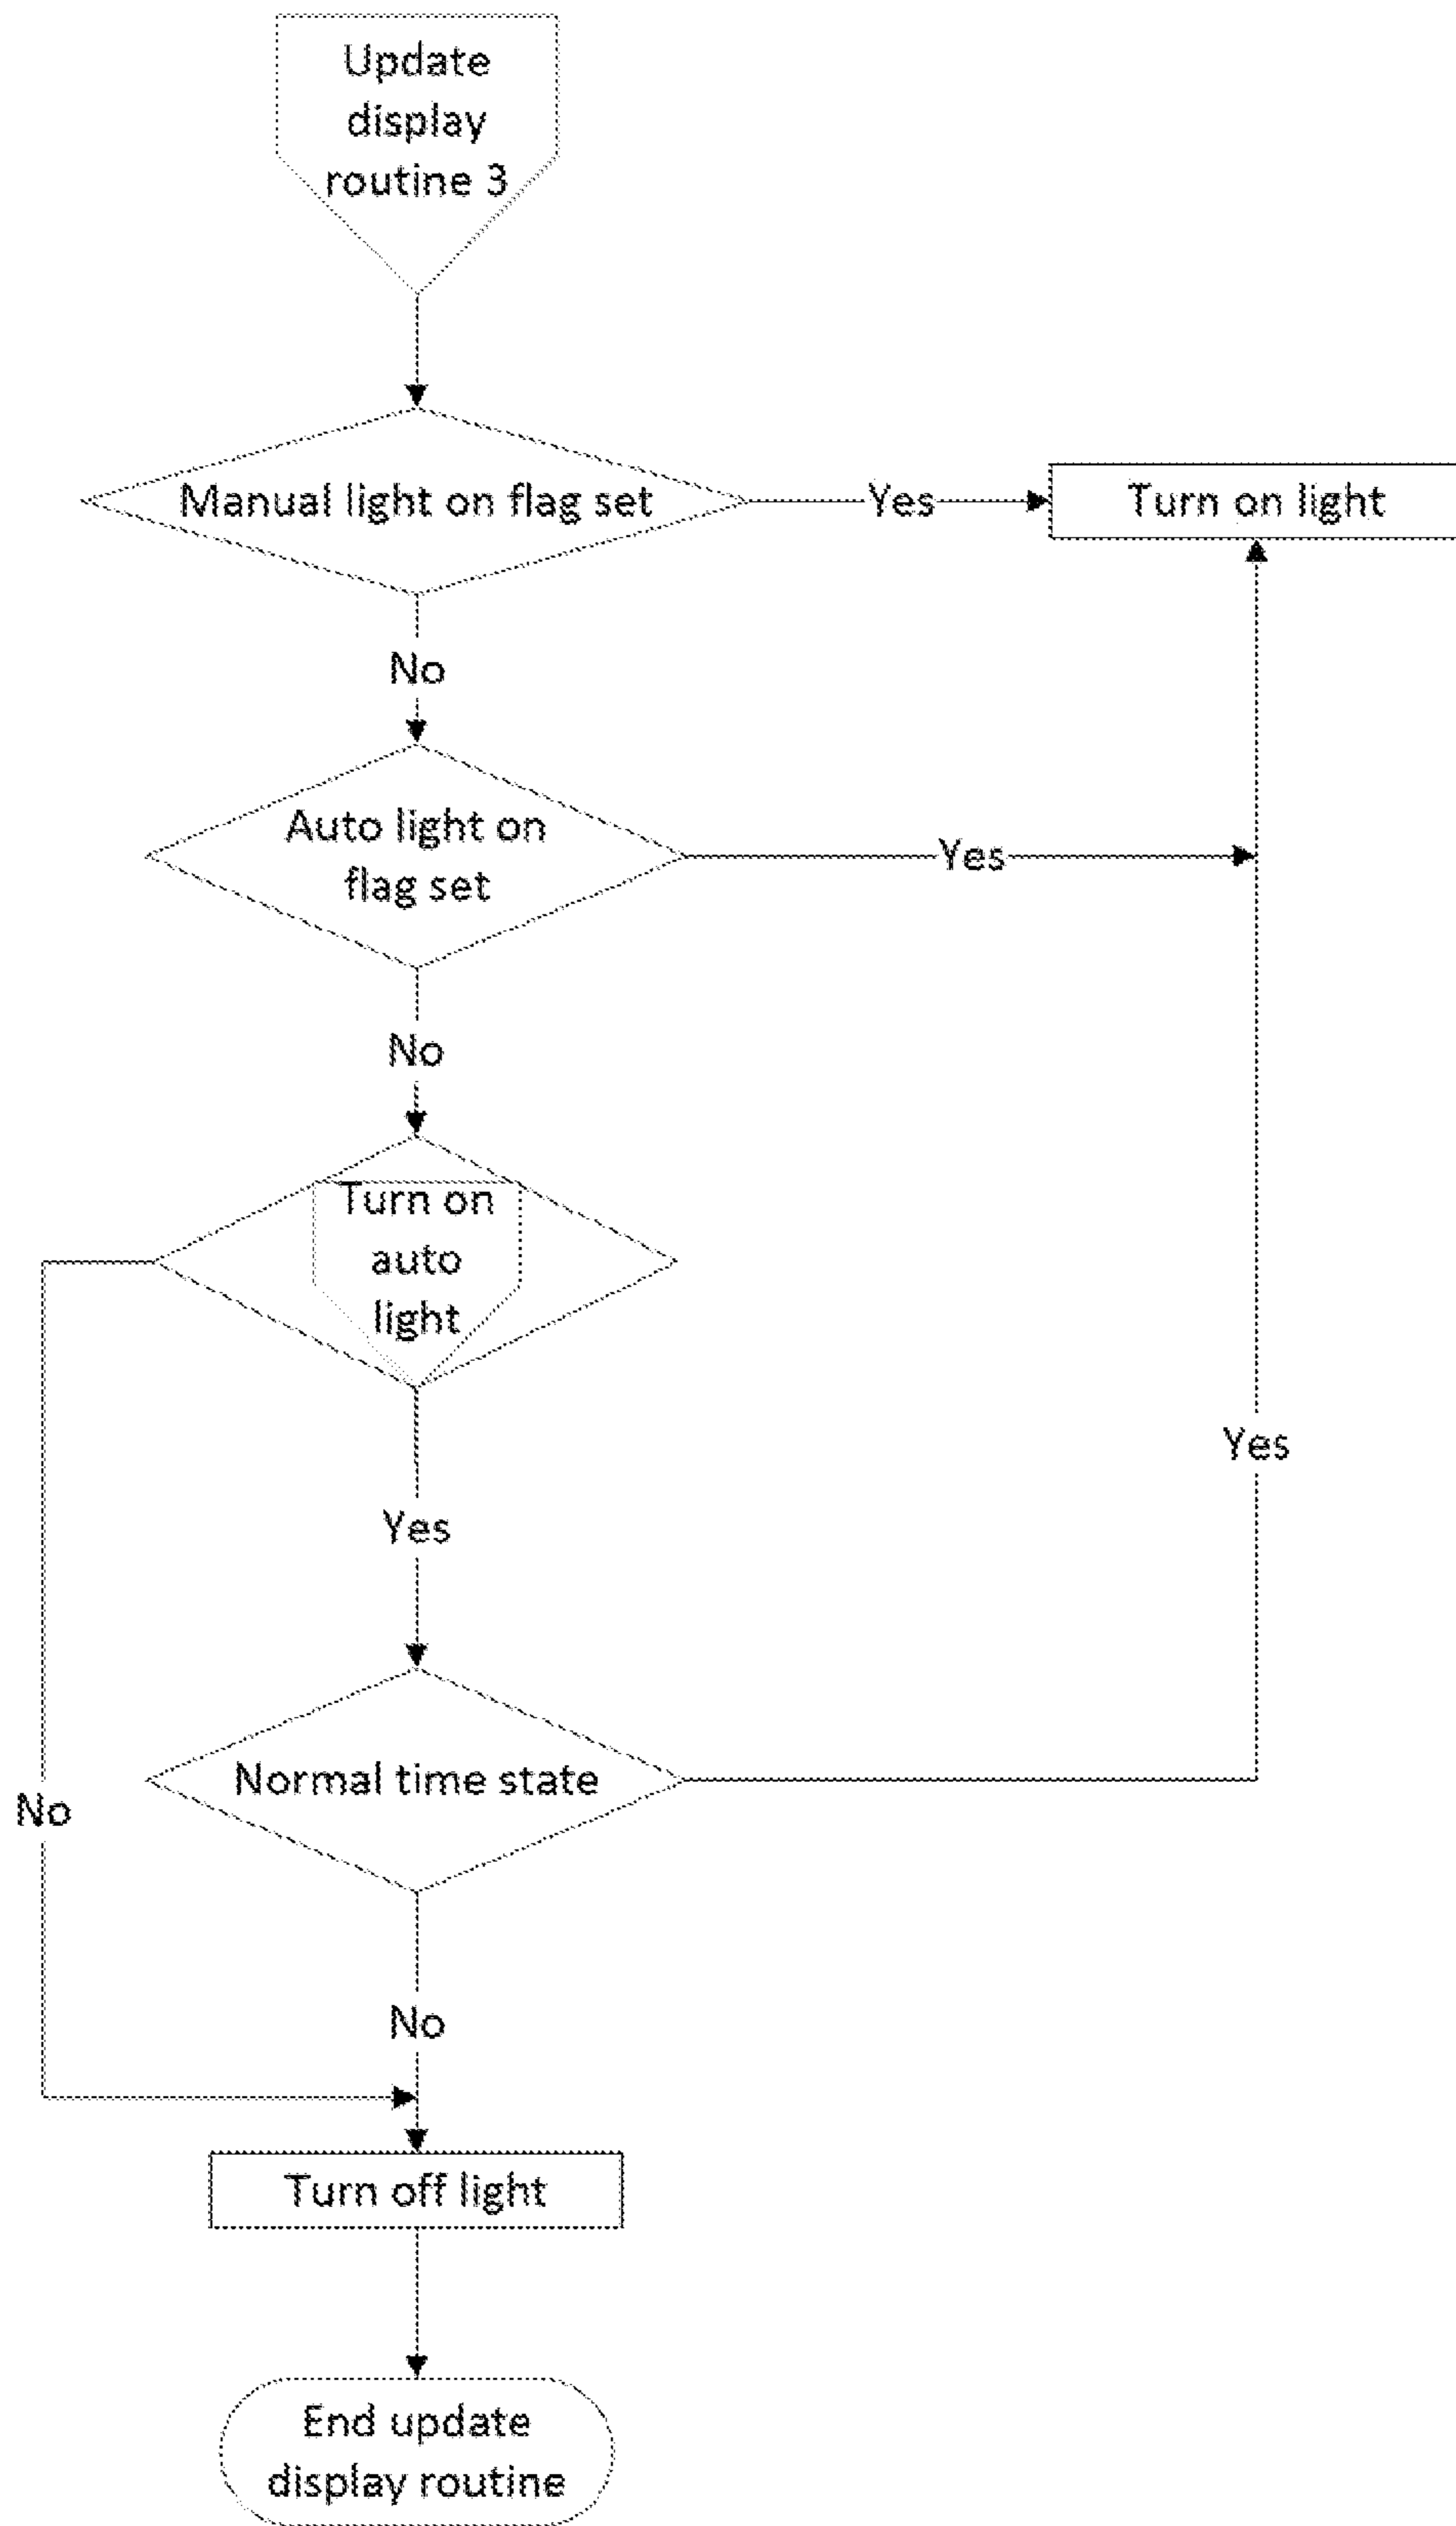 Update
display
routine 3
Manual light on flag set
Yes
Turn on light
No
Auto light on
flag set
Yes
No
Turn on
auto
light
Yes
Yes
Normal time state
No
No
Turn off light
End update
display routine